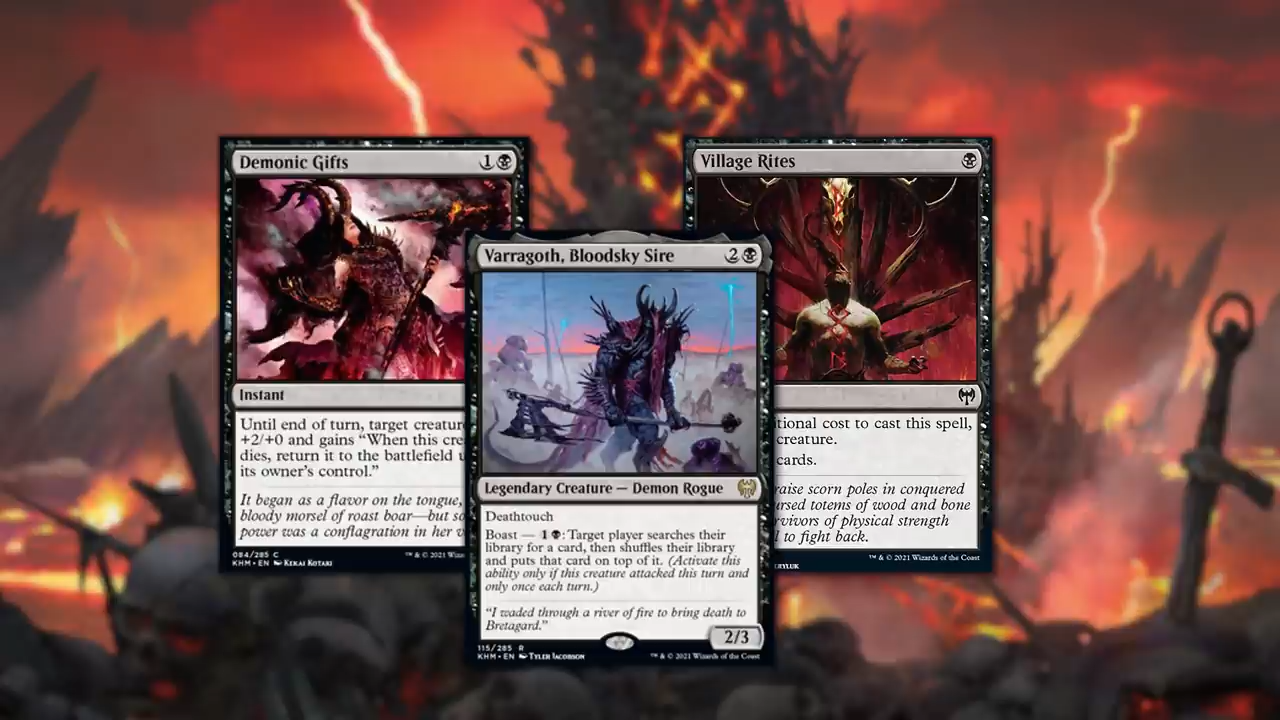 Demonic Gifts 1
Instant
Until end of turn, target creature
+2/+0 and gains “When this
dies, return it to the battlefield
its owner’s control.”
It began as a flavor on the tongue,
bloody morsel of roast boar—but
power was a conflagration in her
084/285 C
KHM • EN Kekai Kotaki
™ & © 2021
Varragoth, Bloodsky Sire 2
Legendary Creature — Demon Rogue
Deathtouch
Boast — 1 : Target player searches their
library for a card, then shuffles their library
and puts that card on top of it. (Activate this
ability only if this creature attacked this turn and
only once each turn.)
“I waded through a river of fire to bring death to
Bretagard.”
2/3
115/285 R
KHM • EN Tyler Jacobson
™ & © 2021 Wizards of the Coast
Village Rites
cost to cast this spell,
creature.
cards.
raise scorn poles in conquered
totems of wood and bone
of physical strength
to fight back.
™ & © 2021 Wizards of the Coast